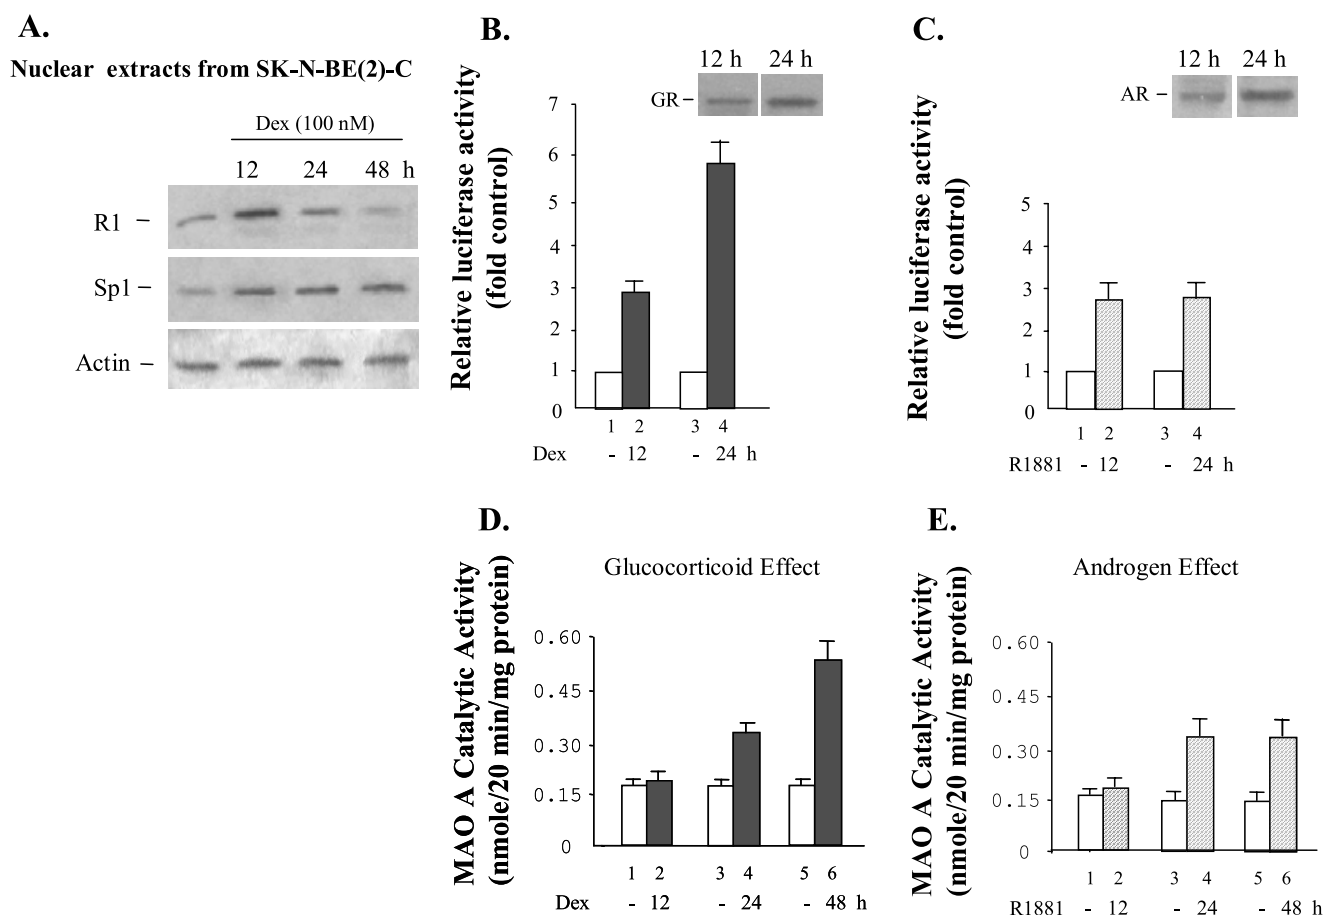 A.
Nuclear extracts from SK-N-BE(2)-C
Dex (100 nM)
12 24 48 h
R1 –
Sp1 –
Actin –
B.
Relative luciferase activity
(fold control)
12 h 24 h
GR –
7
6
5
4
3
2
1
0
1 2 3 4
Dex - 12 - 24 h
C.
Relative luciferase activity
(fold control)
12 h 24 h
AR –
5
4
3
2
1
0
1 2 3 4
R1881 - 12 - 24 h
D.
MAO A Catalytic Activity
(nmole/20 min/mg protein)
Glucocorticoid Effect
0.60
0.45
0.30
0.15
0
1 2 3 4 5 6
Dex - 12 - 24 - 48 h
E.
MAO A Catalytic Activity
(nmole/20 min/mg protein)
Androgen Effect
0.60
0.45
0.30
0.15
0
1 2 3 4 5 6
R1881 - 12 - 24 - 48 h